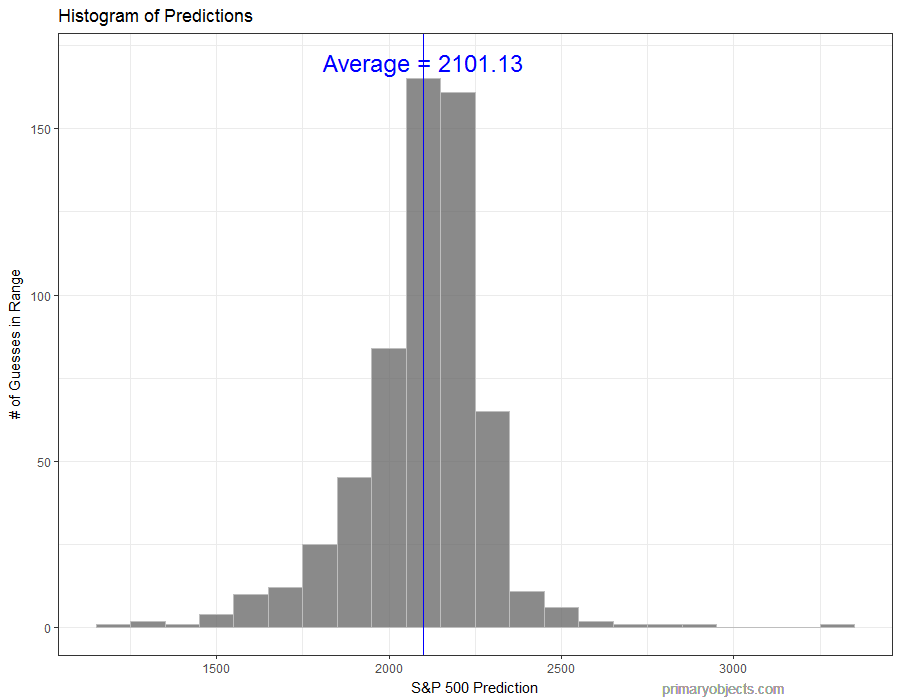 Histogram of Predictions
Average = 2101.13
# of Guesses in Range
150
100
50
0
1500 2000 2500 3000
S&P 500 Prediction
primaryobjects.com